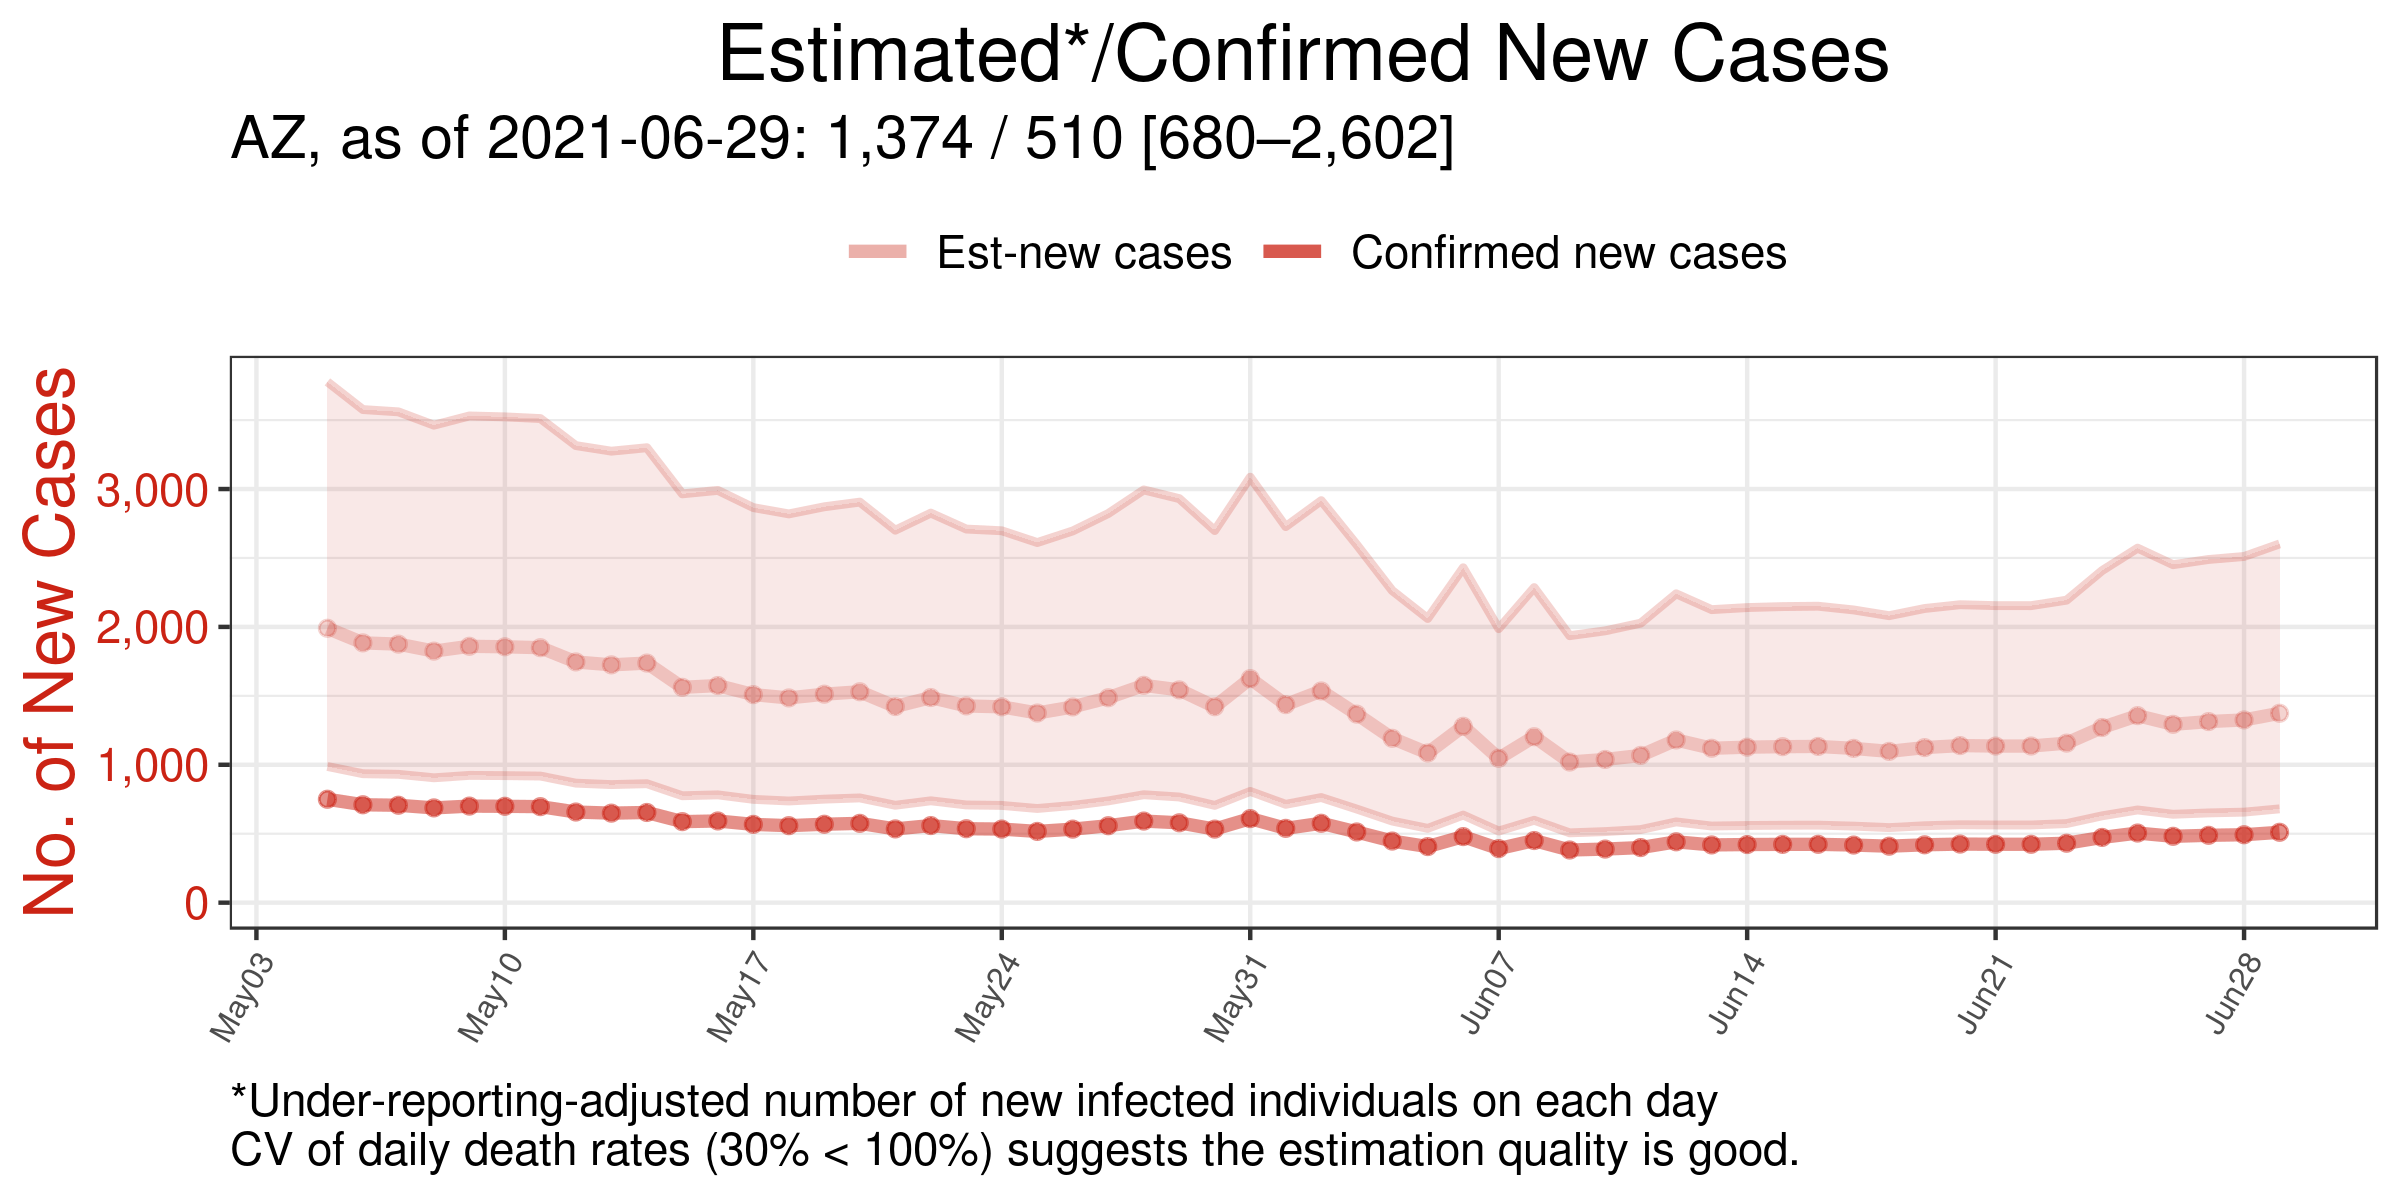 Estimated*/Confirmed New Cases
AZ, as of 2021-06-29: 1,374 / 510 [680–2,602]
Est-new cases
Confirmed new cases
No. of New Cases
3,000
2,000
1,000
0
May03
May10
May17
May24
May31
Jun07
Jun14
Jun21
Jun28
*Under-reporting-adjusted number of new infected individuals on each day
CV of daily death rates (30% < 100%) suggests the estimation quality is good.